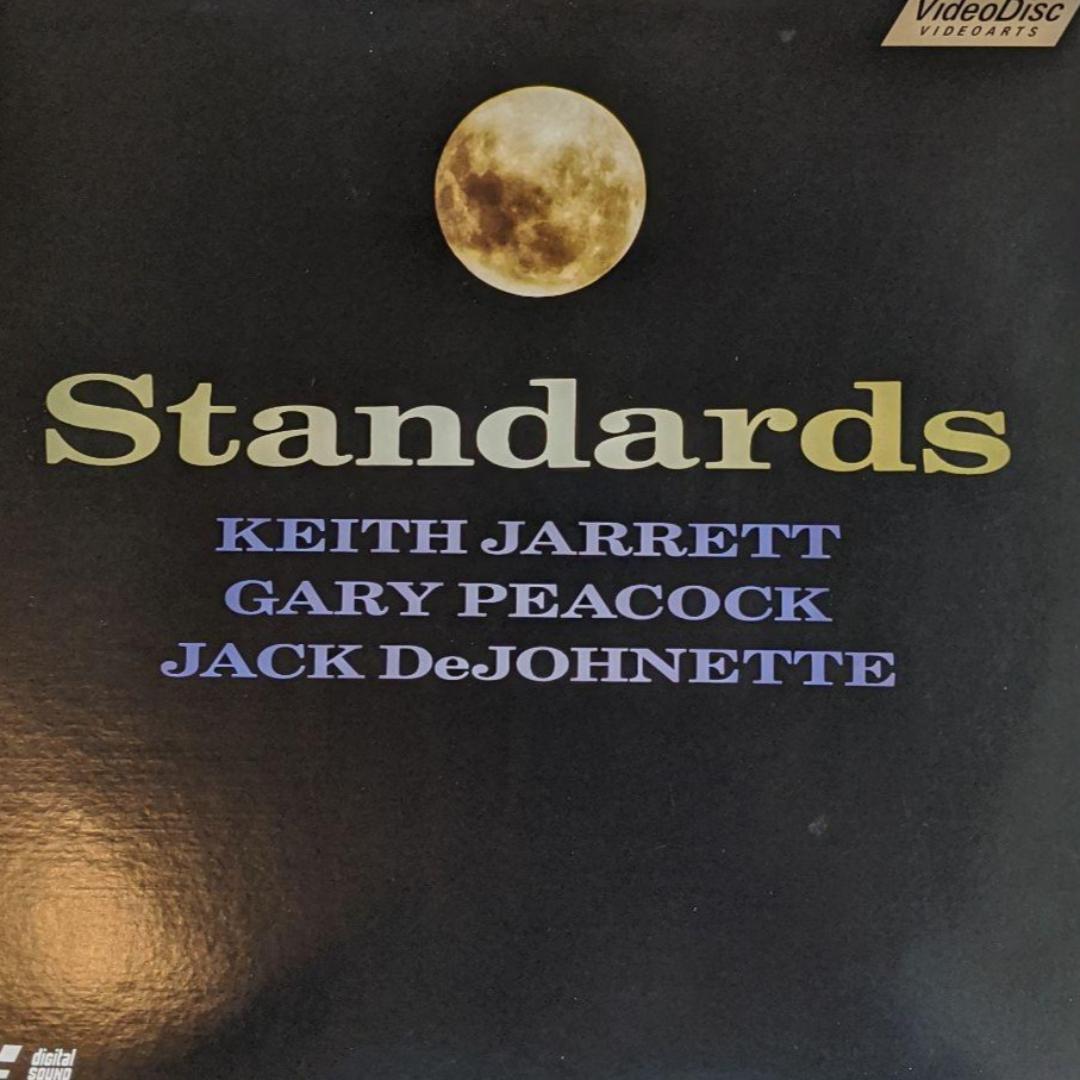 VideoDisc
VIDEOARTS
Standards
KEITH JARRETT
GARY PEACOCK
JACK DeJOHNETTE
digital
SOUND